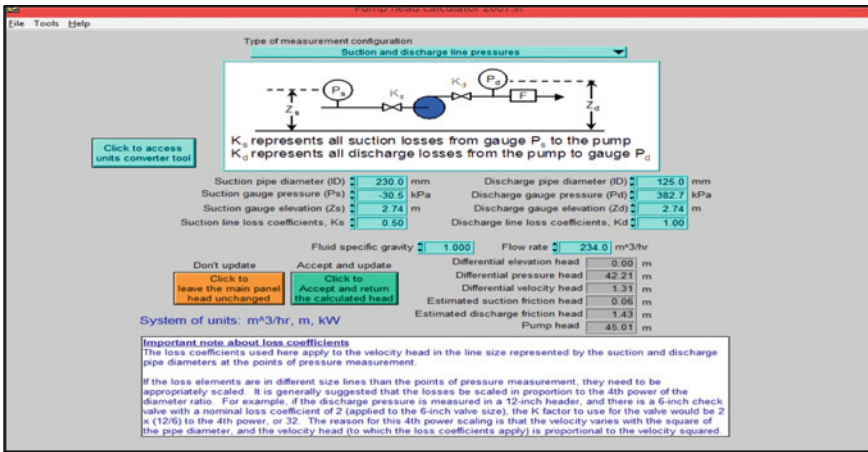 Pump head calculator 2007.vi
File Tools Help
Type of measurement configuration
Suction and discharge line pressures
Ps
Ks
Kd
Pd
F
Zs
Zd
Ks represents all suction losses from gauge Ps to the pump
Kd represents all discharge losses from the pump to gauge Pd
Click to access
units converter tool
Suction pipe diameter (ID) 230.0 mm
Discharge pipe diameter (ID) 125.0 mm
Suction gauge pressure (Ps) -30.5 kPa
Discharge gauge pressure (Pd) 382.7 kPa
Suction gauge elevation (Zs) 2.74 m
Discharge gauge elevation (Zd) 2.74 m
Suction line loss coefficients, Ks 0.50
Discharge line loss coefficients, Kd 1.00
Fluid specific gravity 1.000 Flow rate 234.0 m^3/hr
Don't update
Click to
leave the main panel
head unchanged
Accept and update
Click to
Accept and return
the calculated head
Differential elevation head 0.00 m
Differential pressure head 42.21 m
Differential velocity head 1.31 m
Estimated suction friction head 0.06 m
Estimated discharge friction head 1.43 m
Pump head 45.01 m
System of units: m^3/hr, m, kW
Important note about loss coefficients
The loss coefficients used here apply to the velocity head in the line size represented by the suction and discharge
pipe diameters at the points of pressure measurement.
If the loss elements are in different size lines than the points of pressure measurement, they need to be
appropriately scaled. It is generally suggested that the losses be scaled in proportion to the 4th power of the
diameter ratio. For example, if the discharge pressure is measured in a 12-inch header, and there is a 6-inch check
valve with a nominal loss coefficient of 2 (applied to the 6-inch valve size), the K factor to use for the valve would be 2
x (12/6) to the 4th power, or 32. The reason for this 4th power scaling is that the velocity varies with the square of
the pipe diameter, and the velocity head (to which the loss coefficients apply) is proportional to the velocity squared.